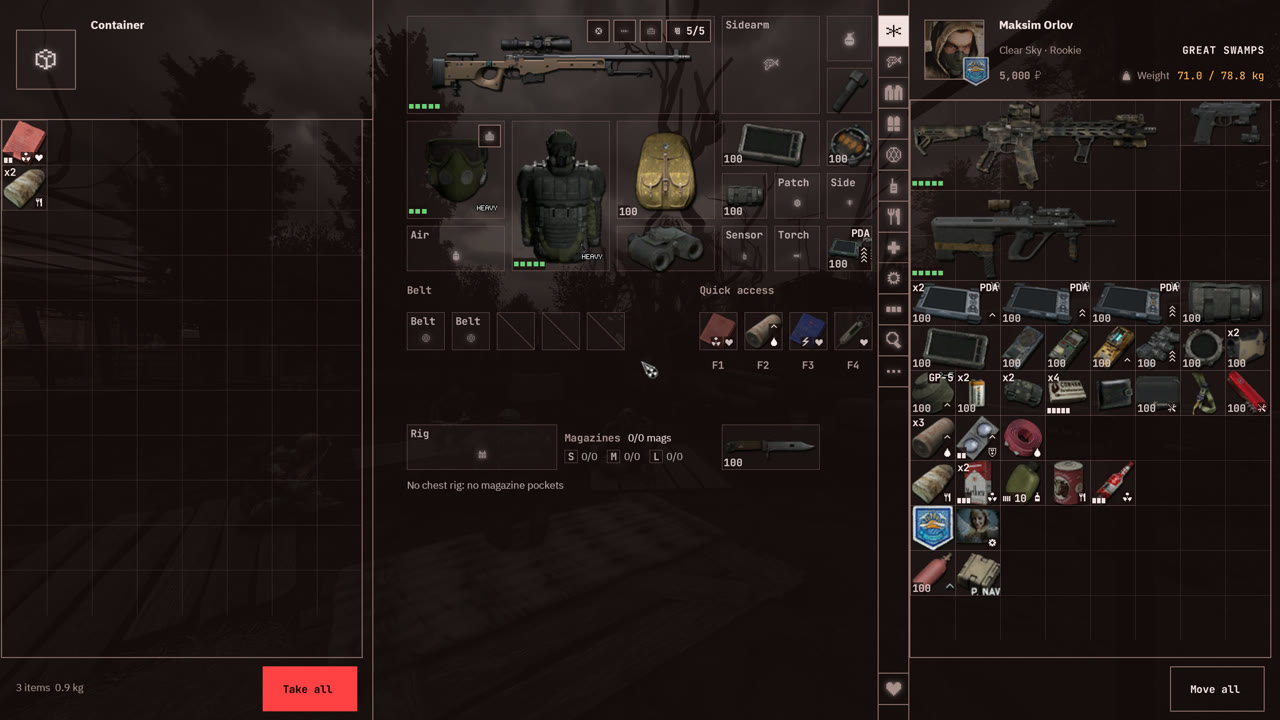 Container
x2
3 items 0.9 kg
Take all
5/5
Sidearm
HEAVY
100
HEAVY
100
100
100
Patch
Side
Air
Sensor
Torch
PDA
100
Belt
Quick access
Belt
Belt
F1
F2
F3
F4
Rig
Magazines 0/0 mags
S 0/0 M 0/0 L 0/0
100
No chest rig: no magazine pockets
Maksim Orlov
Clear Sky · Rookie
GREAT SWAMPS
5,000 ₽
Weight 71.0 / 78.8 kg
x2 PDA PDA PDA
100 100 100 100
x2
100 100 100 100 100 100 100
GP-5 x2 x2 x4
100 100 100 100 100
x3
x2
10
100
P. NAV
Move all